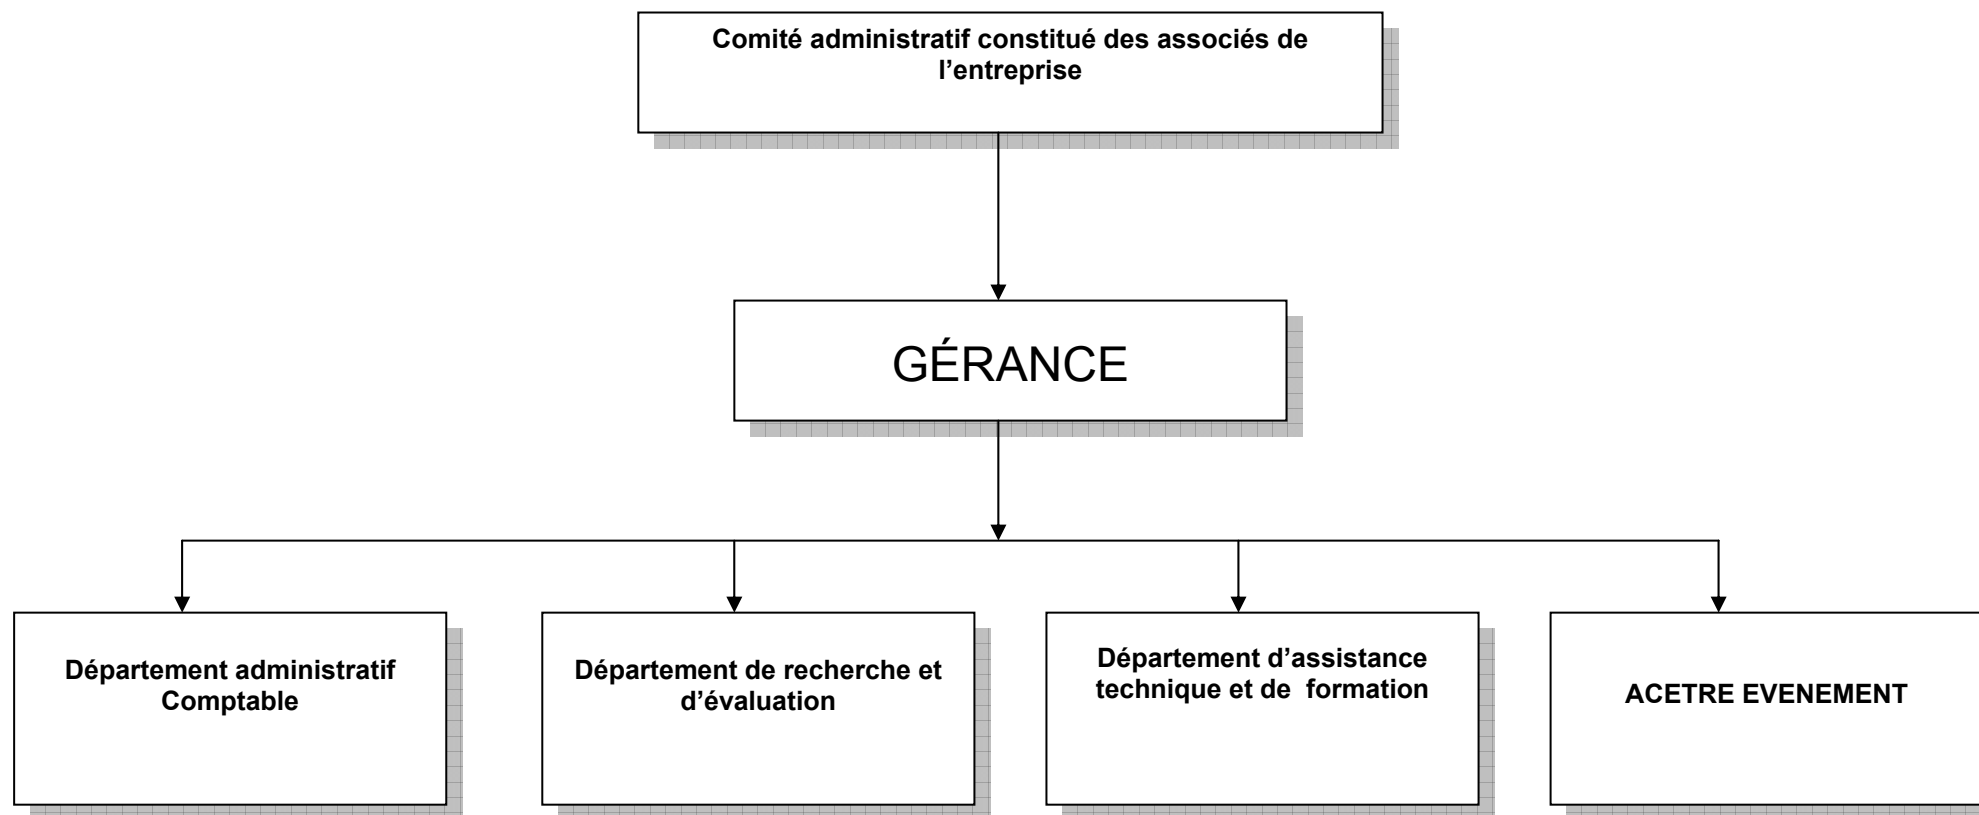 Comité administratif constitué des associés de
l’entreprise
GÉRANCE
Département administratif
Comptable
Département de recherche et
d’évaluation
Département d’assistance
technique et de  formation
ACETRE EVENEMENT